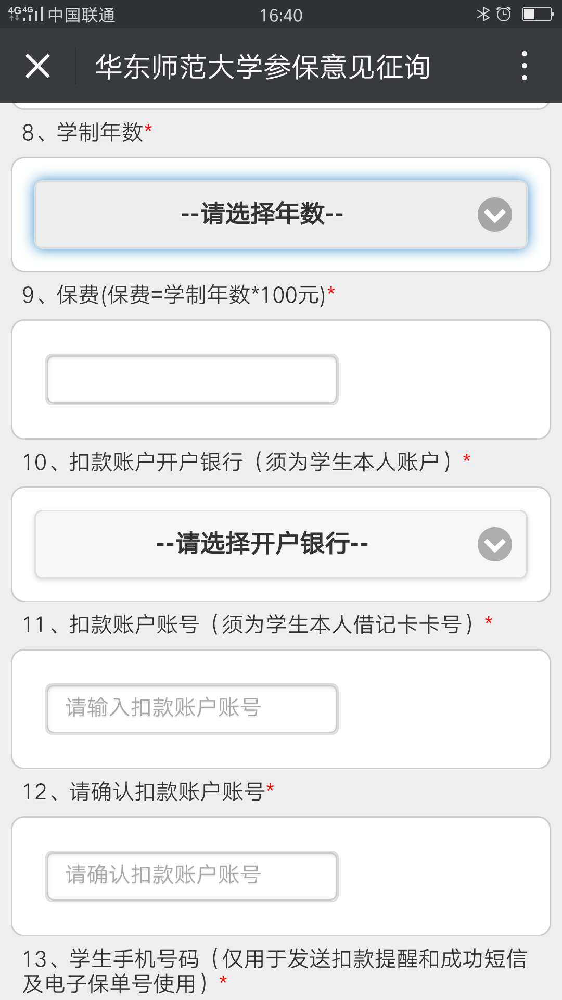 4G 4G 中国联通 16:40
华东师范大学参保意见征询
8、学制年数*
--请选择年数--
9、保费(保费=学制年数*100元)*
10、扣款账户开户银行（须为学生本人账户）*
--请选择开户银行--
11、扣款账户账号（须为学生本人借记卡卡号）*
请输入扣款账户账号
12、请确认扣款账户账号*
请确认扣款账户账号
13、学生手机号码（仅用于发送扣款提醒和成功短信
及电子保单号使用）*